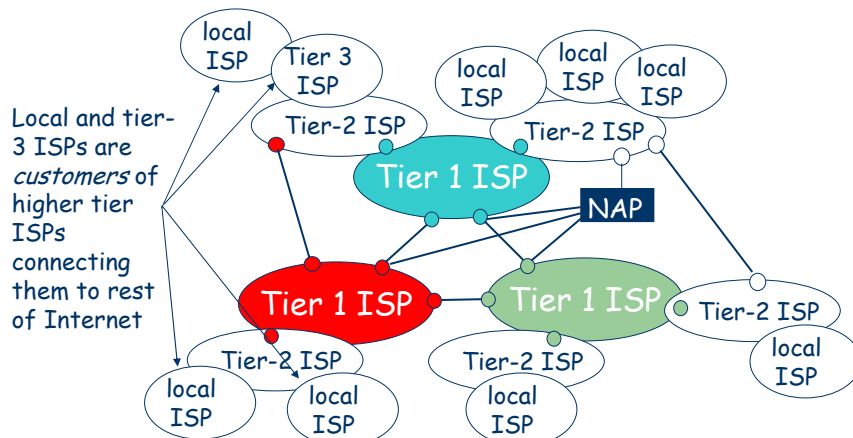 local
ISP
Tier 3
ISP
local
ISP
local
ISP
local
ISP
Tier-2 ISP
Tier-2 ISP
Local and tier-
3 ISPs are
customers of
higher tier
ISPs
connecting
them to rest
of Internet
Tier 1 ISP
NAP
Tier 1 ISP
Tier 1 ISP
Tier-2 ISP
Tier-2 ISP
Tier-2 ISP
local
ISP
local
ISP
local
ISP
local
ISP